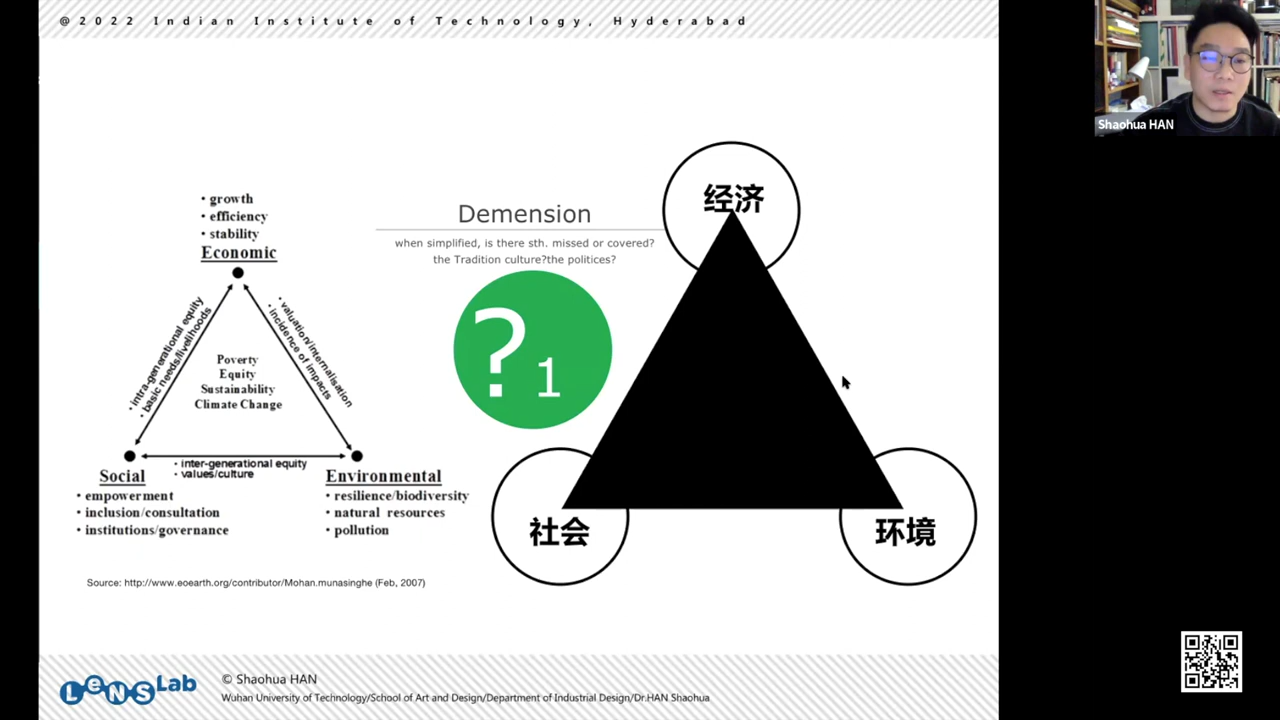 @2022 Indian Institute of Technology, Hyderabad
Shaohua HAN
• growth
• efficiency
• stability
Economic
• intra-generational equity
• basic needs/livelihoods
• valuation/internalisation
• incidence of impacts
Poverty
Equity
Sustainability
Climate Change
• inter-generational equity
• values/culture
Social
• empowerment
• inclusion/consultation
• institutions/governance
Environmental
• resilience/biodiversity
• natural resources
• pollution
Source: http://www.eoearth.org/contributor/Mohan.munasinghe (Feb, 2007)
Demension
when simplified, is there sth. missed or covered?
the Tradition culture?the politices?
?1
经济
社会
环境
LeNS Lab
© Shaohua HAN
Wuhan University of Technology/School of Art and Design/Department of Industrial Design/Dr.HAN Shaohua